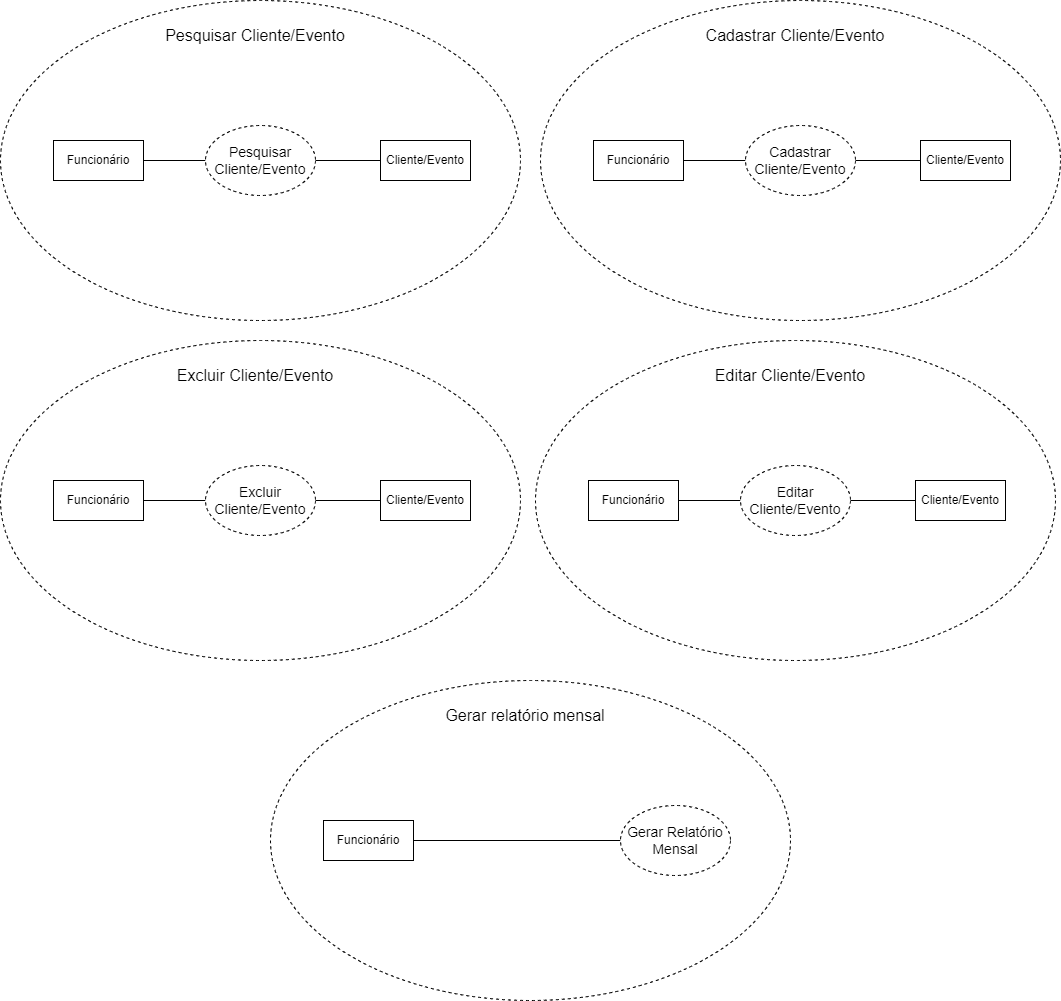 Pesquisar Cliente/Evento
Funcionário
Pesquisar
Cliente/Evento
Cliente/Evento
Cadastrar Cliente/Evento
Funcionário
Cadastrar
Cliente/Evento
Cliente/Evento
Excluir Cliente/Evento
Funcionário
Excluir
Cliente/Evento
Cliente/Evento
Editar Cliente/Evento
Funcionário
Editar
Cliente/Evento
Cliente/Evento
Gerar relatório mensal
Funcionário
Gerar Relatório
Mensal